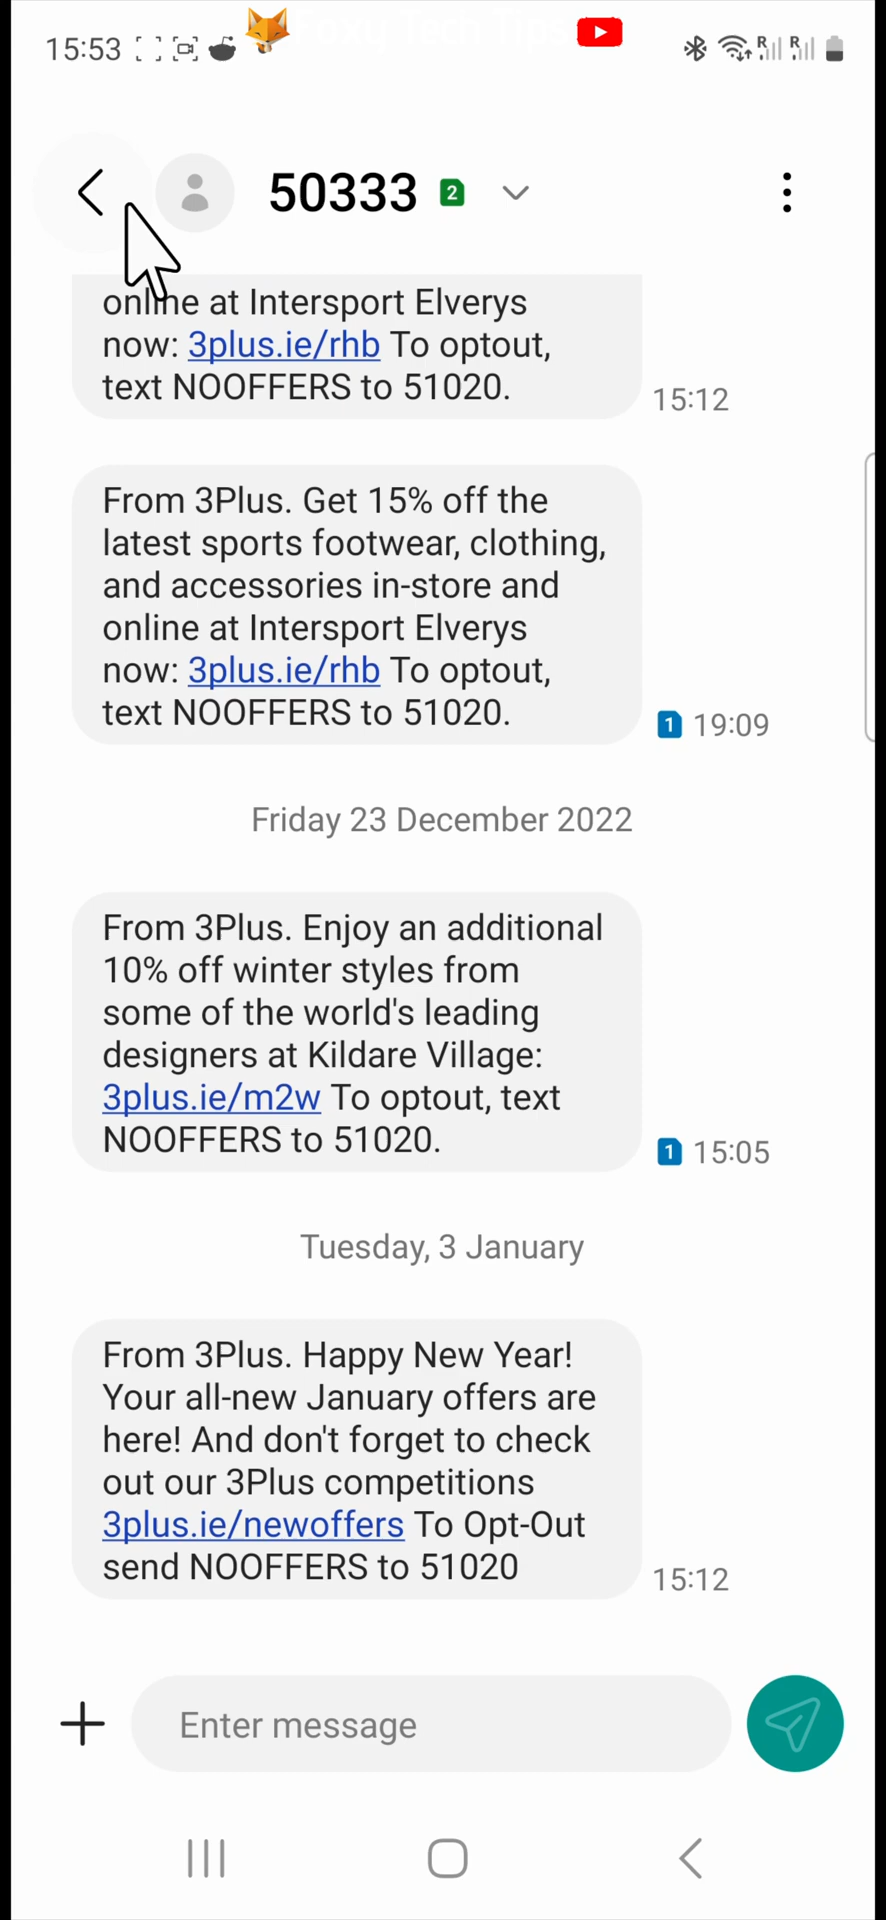 15:53
Foxy Tech Tips
R R
50333 2
online at Intersport Elverys
now: 3plus.ie/rhb To optout,
text NOOFFERS to 51020.
15:12
From 3Plus. Get 15% off the
latest sports footwear, clothing,
and accessories in-store and
online at Intersport Elverys
now: 3plus.ie/rhb To optout,
text NOOFFERS to 51020.
1 19:09
Friday 23 December 2022
From 3Plus. Enjoy an additional
10% off winter styles from
some of the world's leading
designers at Kildare Village:
3plus.ie/m2w To optout, text
NOOFFERS to 51020.
1 15:05
Tuesday, 3 January
From 3Plus. Happy New Year!
Your all-new January offers are
here! And don't forget to check
out our 3Plus competitions
3plus.ie/newoffers To Opt-Out
send NOOFFERS to 51020
15:12
Enter message